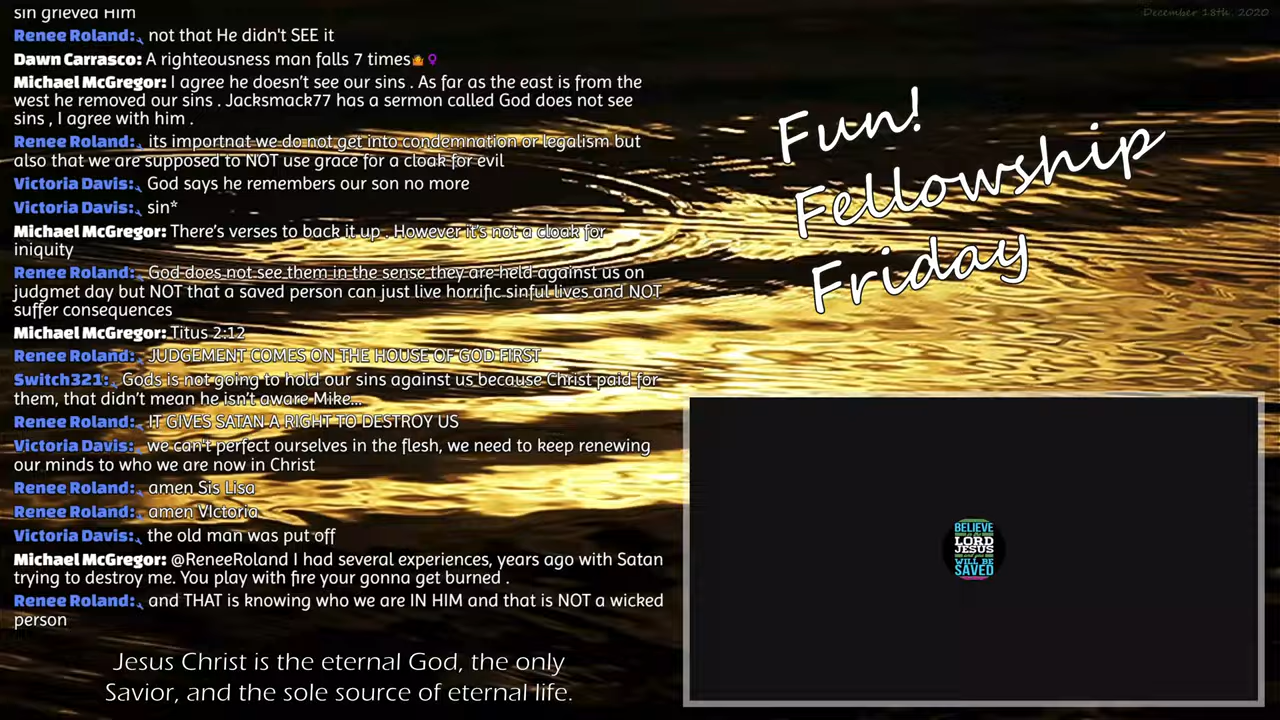 sin grieved Him
Renee Roland: not that He didn't SEE it
Dawn Carrasco: A righteousness man falls 7 times
Michael McGregor: I agree he doesn't see our sins . As far as the east is from the
west he removed our sins . Jacksmack77 has a sermon called God does not see
sins , I agree with him .
Renee Roland: its importnat we do not get into condemnation or legalism but
also that we are supposed to NOT use grace for a cloak for evil
Victoria Davis: God says he remembers our son no more
Victoria Davis: sin*
Michael McGregor: There's verses to back it up . However it's not a cloak for
iniquity
Renee Roland: God does not see them in the sense they are held against us on
judgmet day but NOT that a saved person can just live horrific sinful lives and NOT
suffer consequences
Michael McGregor: Titus 2:12
Renee Roland: JUDGEMENT COMES ON THE HOUSE OF GOD FIRST
Switch321: Gods is not going to hold our sins against us because Christ paid for
them, that didn't mean he isn't aware Mike...
Renee Roland: IT GIVES SATAN A RIGHT TO DESTROY US
Victoria Davis: we can't perfect ourselves in the flesh, we need to keep renewing
our minds to who we are now in Christ
Renee Roland: amen Sis Lisa
Renee Roland: amen VIctoria
Victoria Davis: the old man was put off
Michael McGregor: @ReneeRoland I had several experiences, years ago with Satan
trying to destroy me. You play with fire your gonna get burned .
Renee Roland: and THAT is knowing who we are IN HIM and that is NOT a wicked
person
Jesus Christ is the eternal God, the only
Savior, and the sole source of eternal life.
December 18th, 2020
Fun!
Fellowship
Friday
BELIEVE
LORD
JESUS
WILL BE
SAVED